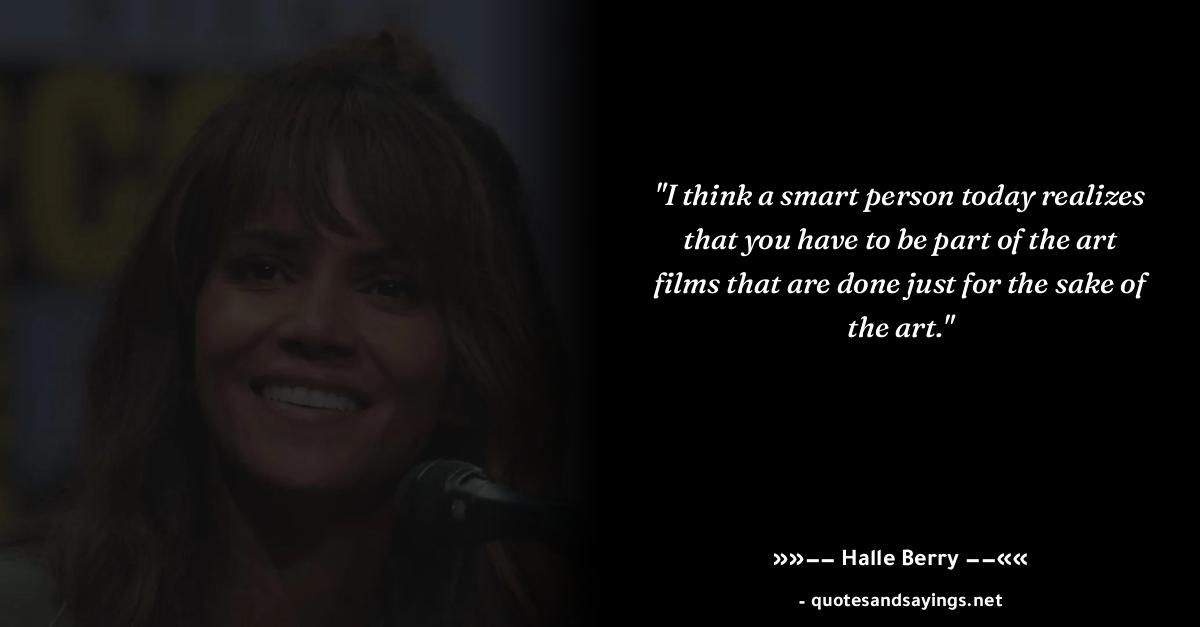 "I think a smart person today realizes
that you have to be part of the art
films that are done just for the sake of
the art."
»»–– Halle Berry ––««
- quotesandsayings.net